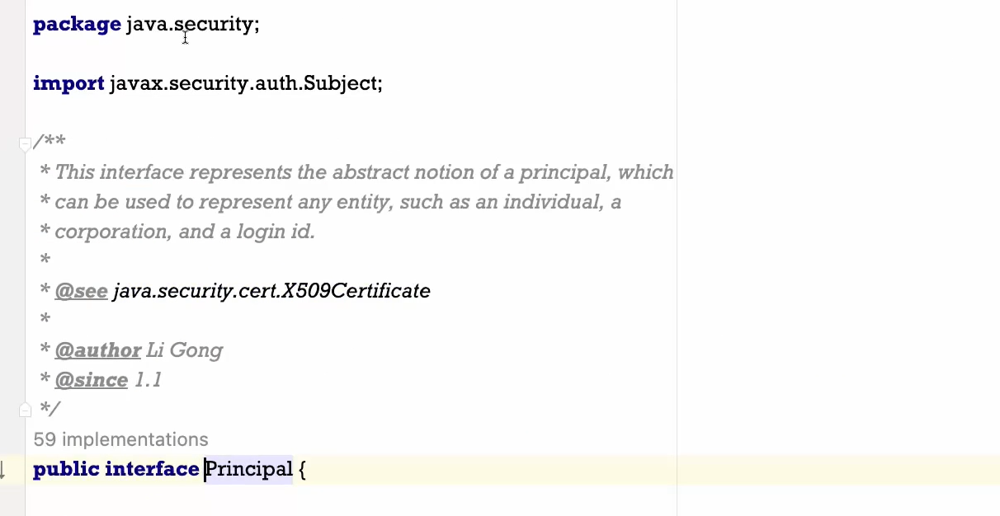 package java.security;
import javax.security.auth.Subject;
/**
* This interface represents the abstract notion of a principal, which
* can be used to represent any entity, such as an individual, a
* corporation, and a login id.
*
* @see java.security.cert.X509Certificate
*
* @author Li Gong
* @since 1.1
*/
59 implementations
public interface Principal {